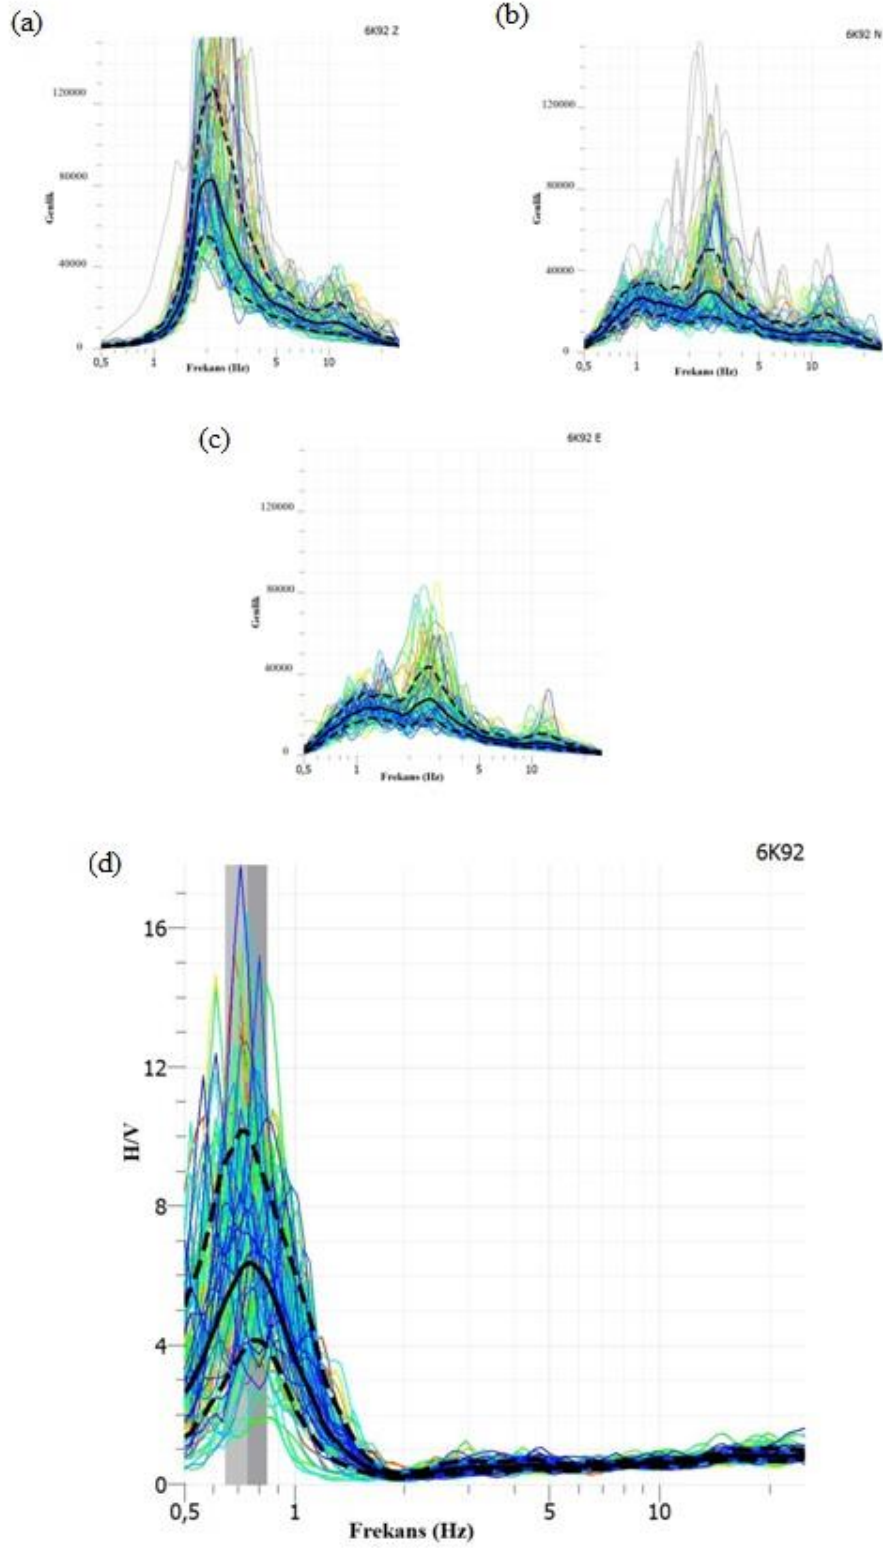 (a)
6K92 Z
120000
80000
40000
0
Genlik
0,5 1 5 10
Frekans (Hz)
(b)
6K92 N
120000
80000
40000
0
Genlik
0,5 1 5 10
Frekans (Hz)
(c)
6K92 E
120000
80000
40000
0
Genlik
0,5 1 5 10
Frekans (Hz)
(d)
6K92
16
12
8
4
0
H/V
0,5 1 5 10
Frekans (Hz)